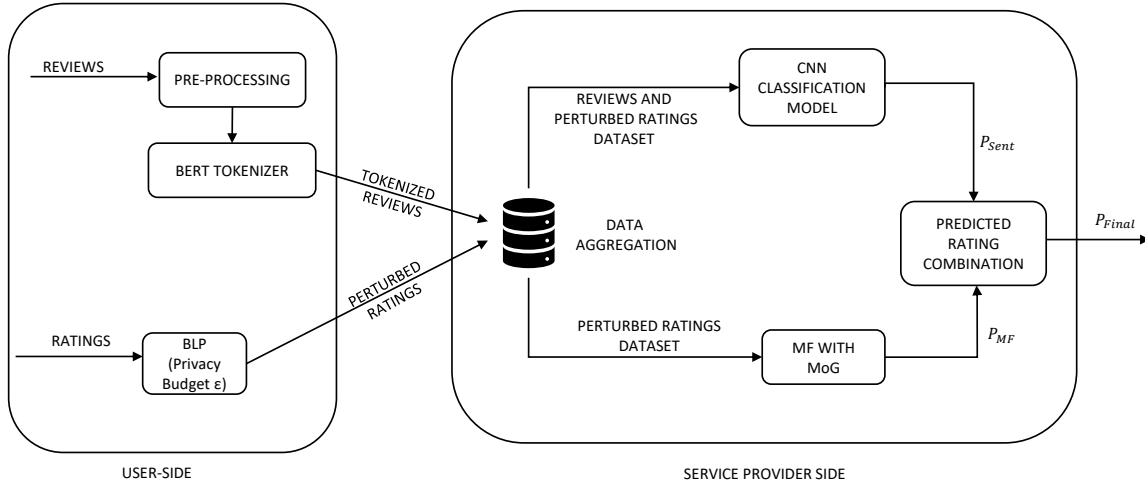 REVIEWS
PRE-PROCESSING
BERT TOKENIZER
TOKENIZED
REVIEWS
RATINGS
BLP
(Privacy
Budget ε)
PERTURBED
RATINGS
USER-SIDE
DATA
AGGREGATION
REVIEWS AND
PERTURBED RATINGS
DATASET
CNN
CLASSIFICATION
MODEL
P_Sent
PERTURBED RATINGS
DATASET
MF WITH
MoG
P_MF
PREDICTED
RATING
COMBINATION
P_Final
SERVICE PROVIDER SIDE